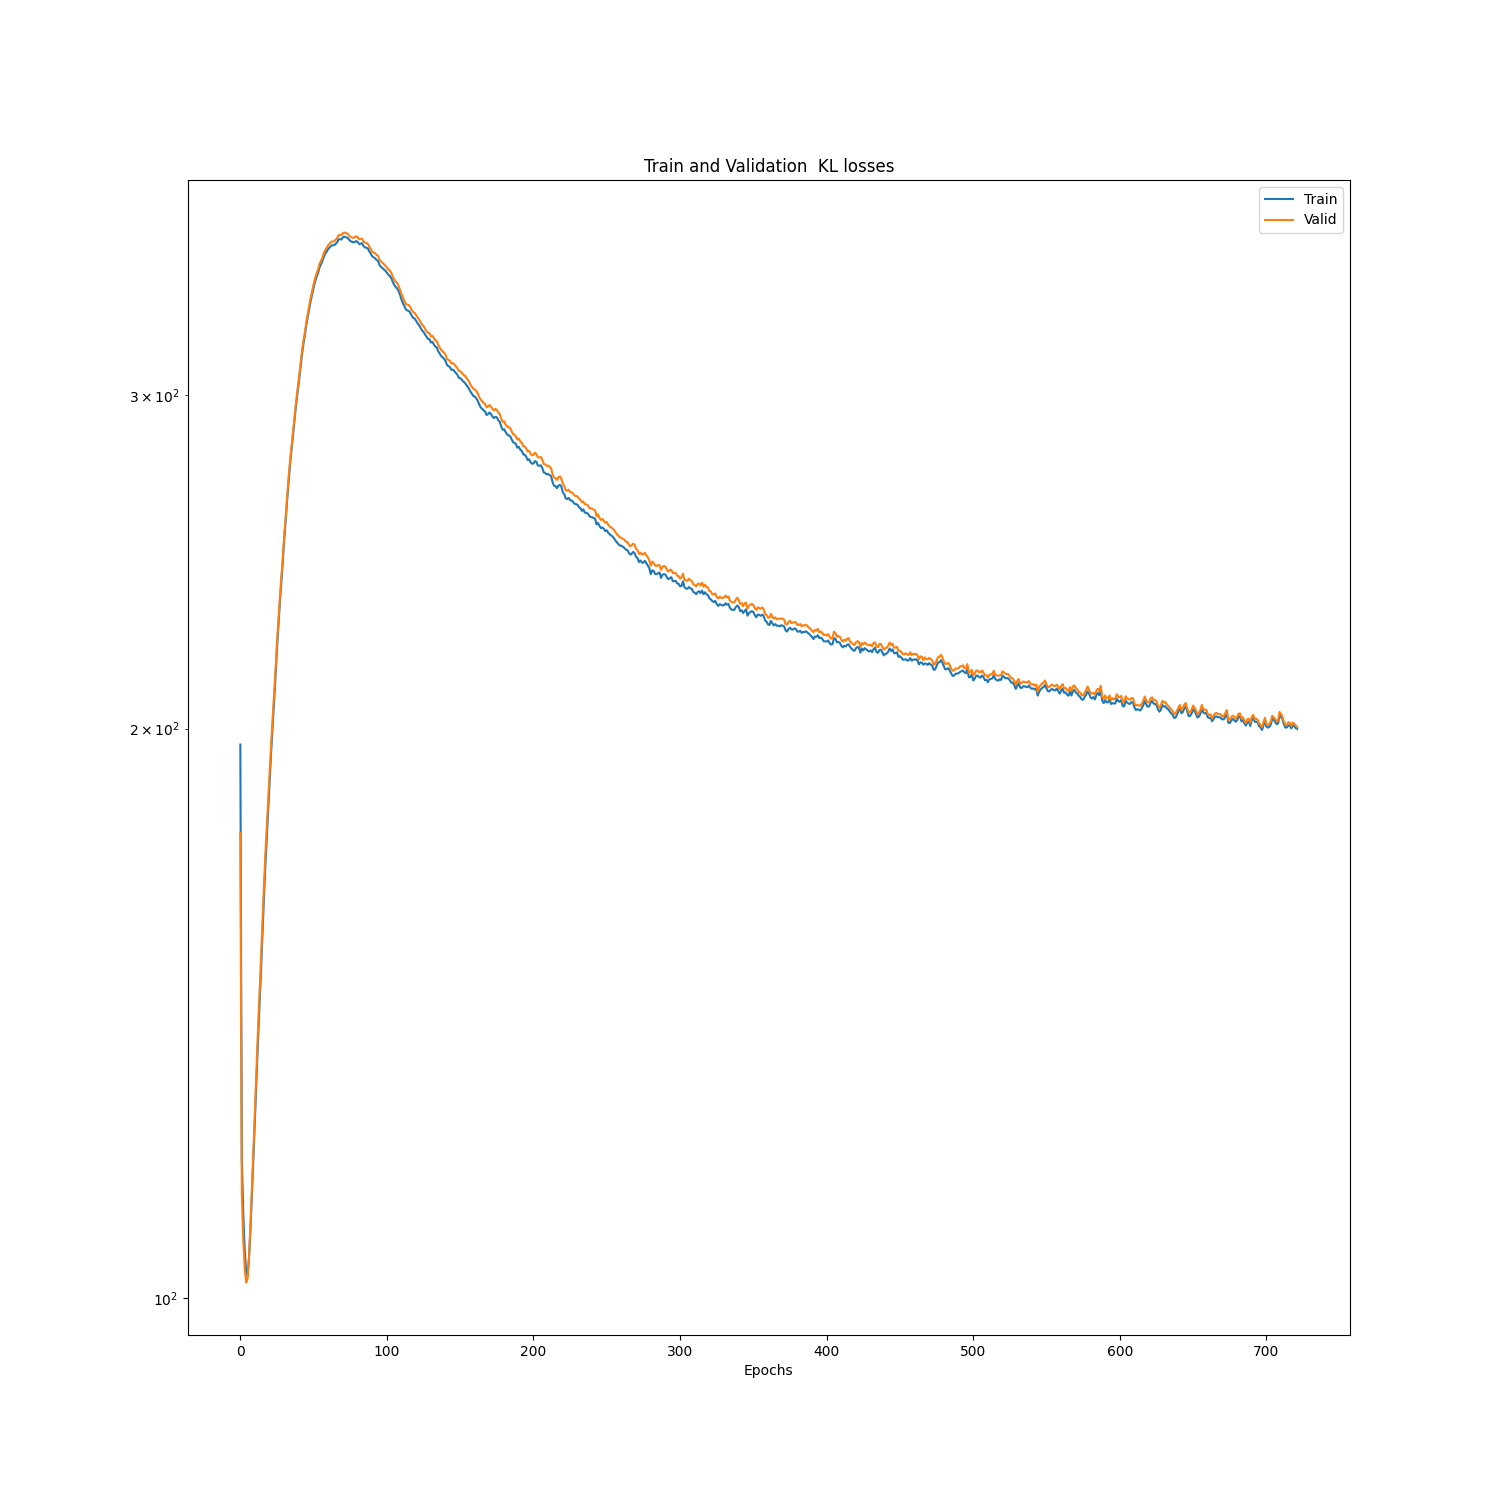 Train and Validation  KL losses
Train
Valid
3 × 10²
2 × 10²
10²
0 100 200 300 400 500 600 700
Epochs